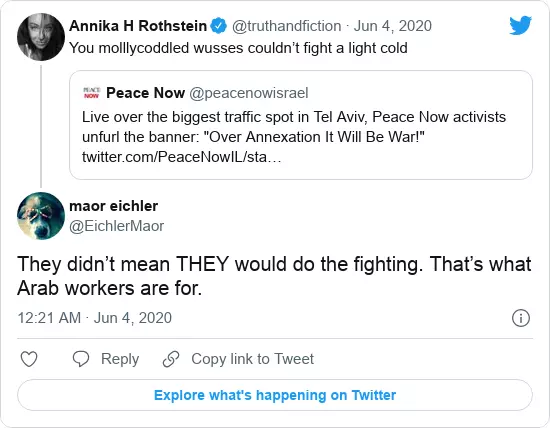 Annika H Rothstein @truthandfiction · Jun 4, 2020
You molllycoddled wusses couldn’t fight a light cold
PEACE NOW Peace Now @peacenowisrael
Live over the biggest traffic spot in Tel Aviv, Peace Now activists
unfurl the banner: "Over Annexation It Will Be War!"
twitter.com/PeaceNowIL/sta…
maor eichler
@EichlerMaor
They didn’t mean THEY would do the fighting. That’s what
Arab workers are for.
12:21 AM · Jun 4, 2020
Reply
Copy link to Tweet
Explore what's happening on Twitter